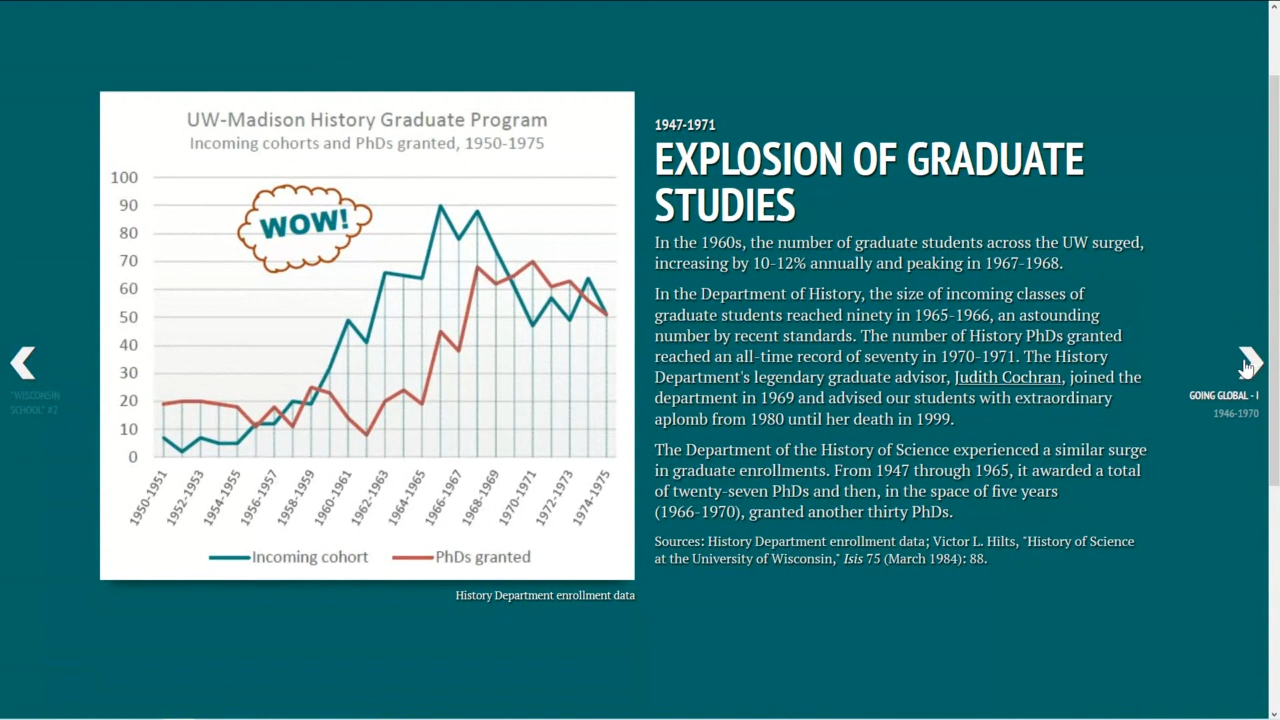 UW-Madison History Graduate Program
Incoming cohorts and PhDs granted, 1950-1975
100
90
80
70
60
50
40
30
20
10
0
WOW!
1950-1951
1952-1953
1954-1955
1956-1957
1958-1959
1960-1961
1962-1963
1964-1965
1966-1967
1968-1969
1970-1971
1972-1973
1974-1975
Incoming cohort
PhDs granted
History Department enrollment data
1947-1971
EXPLOSION OF GRADUATE
STUDIES
In the 1960s, the number of graduate students across the UW surged,
increasing by 10-12% annually and peaking in 1967-1968.
In the Department of History, the size of incoming classes of
graduate students reached ninety in 1965-1966, an astounding
number by recent standards. The number of History PhDs granted
reached an all-time record of seventy in 1970-1971. The History
Department's legendary graduate advisor, Judith Cochran, joined the
department in 1969 and advised our students with extraordinary
aplomb from 1980 until her death in 1999.
The Department of the History of Science experienced a similar surge
in graduate enrollments. From 1947 through 1965, it awarded a total
of twenty-seven PhDs and then, in the space of five years
(1966-1970), granted another thirty PhDs.
Sources: History Department enrollment data; Victor L. Hilts, "History of Science
at the University of Wisconsin," Isis 75 (March 1984): 88.
"WISCONSIN
SCHOOL" #2
GOING GLOBAL - I
1946-1970